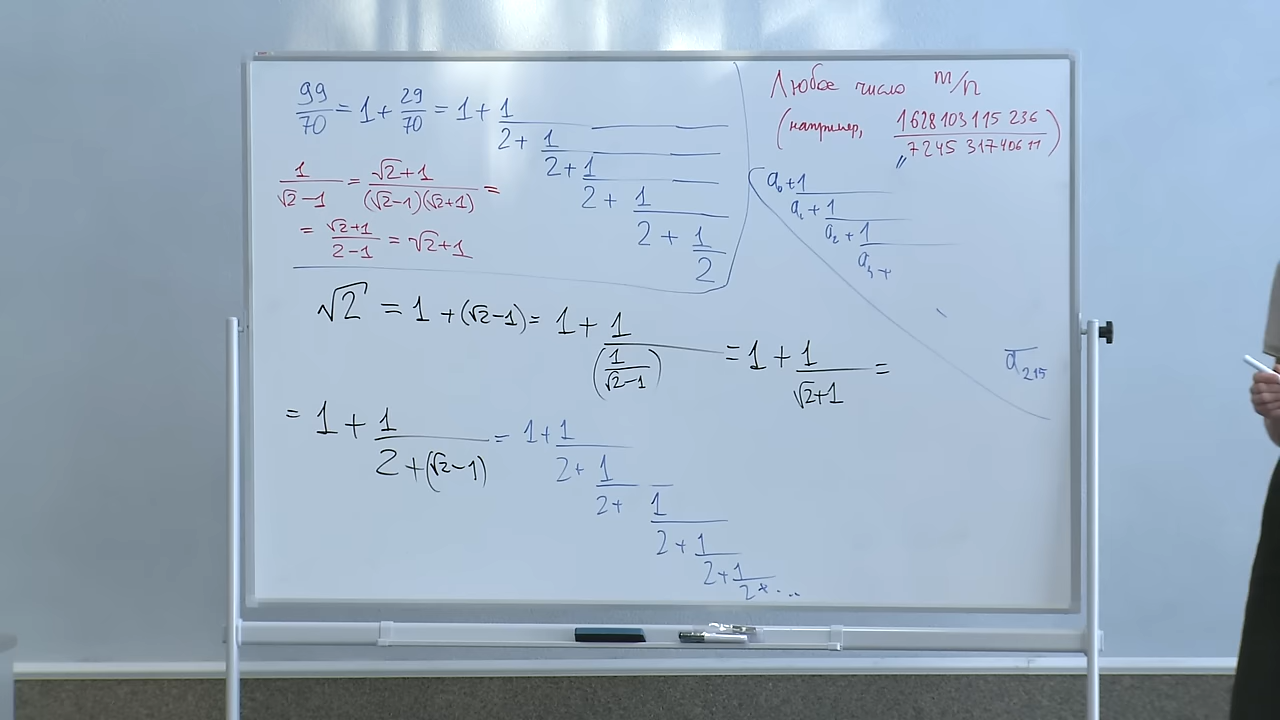 99/70 = 1 + 29/70 = 1 + 1/(2 + 1/(2 + 1/(2 + 1/(2 + 1/2))))
1/(√2 − 1) = (√2 + 1)/((√2 − 1)(√2 + 1)) =
= (√2 + 1)/(2 − 1) = √2 + 1
Любое число m/n
(например, 1628103115236/
a₀ + 1/(a₁ + 1/(a₂ + 1/(a₃ +
a₂₁₅
√2 = 1 + (√2 − 1) = 1 + 1/(1/(√2 − 1)) = 1 + 1/(√2 + 1) =
= 1 + 1/(2 + (√2 − 1)) = 1 + 1/(2 + 1/(2 + 1/(2 + 1/(2 + 1/(2 + ...